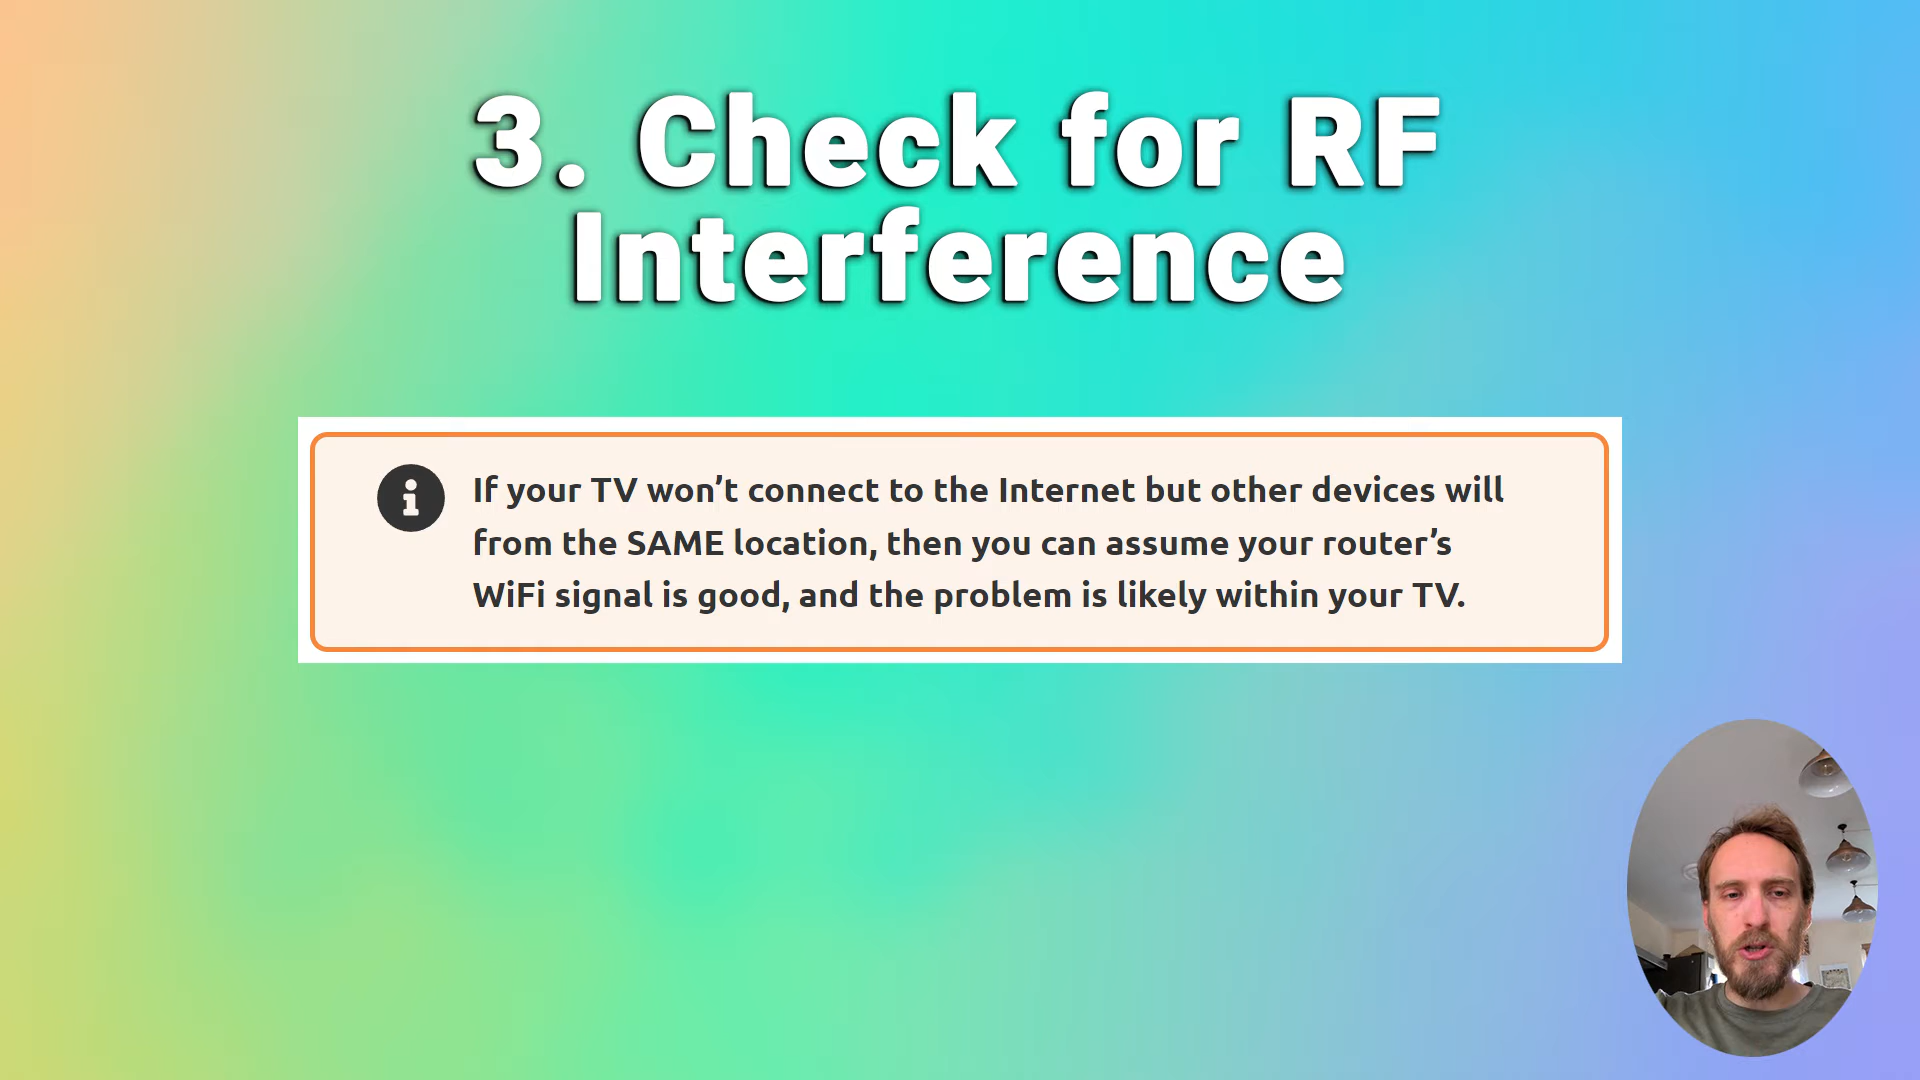 3. Check for RF
Interference
If your TV won’t connect to the Internet but other devices will
from the SAME location, then you can assume your router’s
WiFi signal is good, and the problem is likely within your TV.